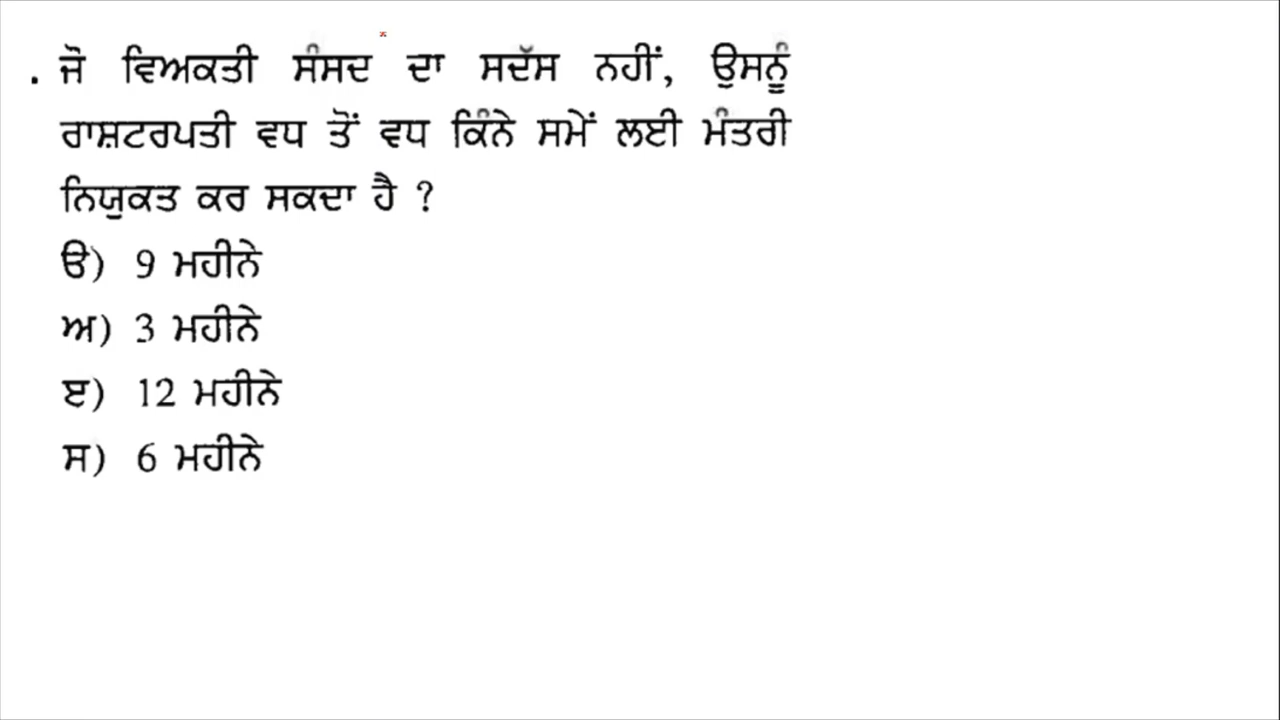 . ਜੋ ਵਿਅਕਤੀ ਸੰਸਦ ਦਾ ਸਦੱਸ ਨਹੀਂ, ਉਸਨੂੰ
ਰਾਸ਼ਟਰਪਤੀ ਵਧ ਤੋਂ ਵਧ ਕਿੰਨੇ ਸਮੇਂ ਲਈ ਮੰਤਰੀ
ਨਿਯੁਕਤ ਕਰ ਸਕਦਾ ਹੈ ?
ੳ) 9 ਮਹੀਨੇ
ਅ) 3 ਮਹੀਨੇ
ੲ) 12 ਮਹੀਨੇ
ਸ) 6 ਮਹੀਨੇ